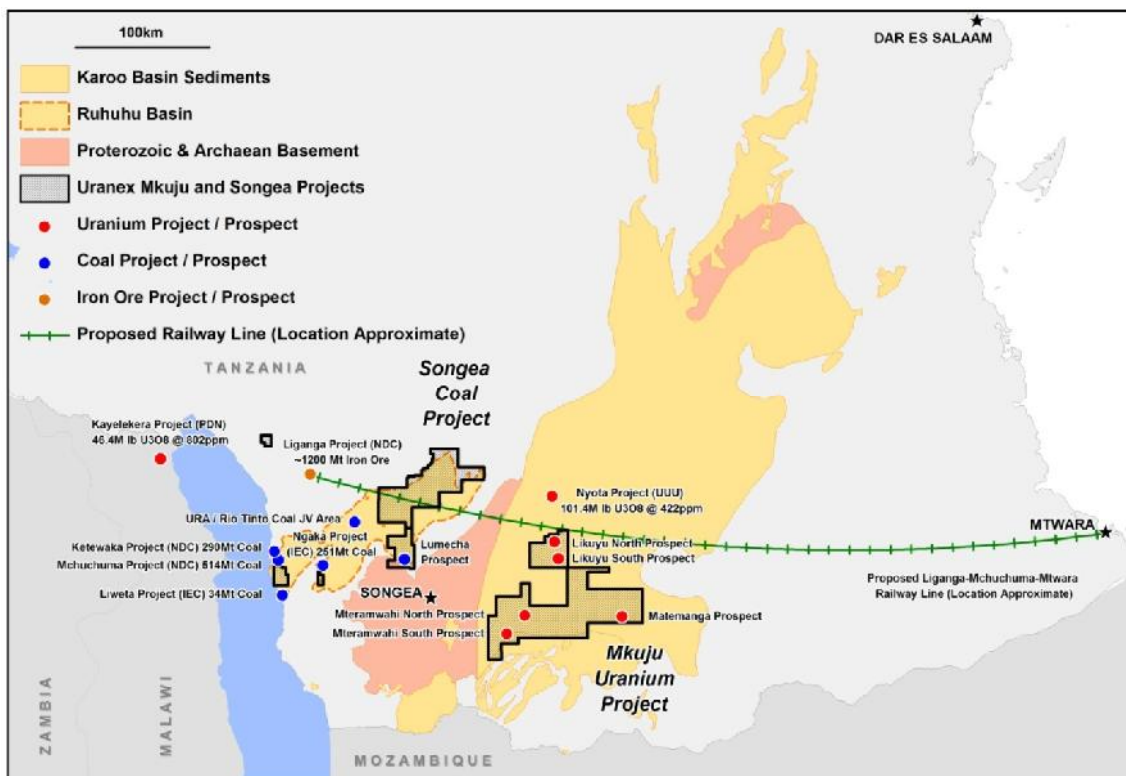 100km
Karoo Basin Sediments
Ruhuhu Basin
Proterozoic & Archaean Basement
Uranex Mkuju and Songea Projects
Uranium Project / Prospect
Coal Project / Prospect
Iron Ore Project / Prospect
Proposed Railway Line (Location Approximate)
DAR ES SALAAM
TANZANIA
Songea
Coal
Project
Kayelekera Project (PDN)
46.4M lb U3O8 @ 802ppm
Liganga Project (NDC)
~1200 Mt Iron Ore
Nyota Project (UUU)
101.4M lb U3O8 @ 422ppm
URA / Rio Tinto Coal JV Area
MTWARA
Ngaka Project
(IEC) 251Mt Coal
Ketewaka Project (NDC) 290Mt Coal
Mchuchuma Project (NDC) 514Mt Coal
Lumecha
Prospect
Likuyu North Prospect
Likuyu South Prospect
Proposed Liganga-Mchuchuma-Mtwara
Railway Line (Location Approximate)
Liweta Project (IEC) 34Mt Coal
SONGEA
Mteramwahi North Prospect
Mteramwahi South Prospect
Matemanga Prospect
Mkuju
Uranium
Project
ZAMBIA
MALAWI
MOZAMBIQUE